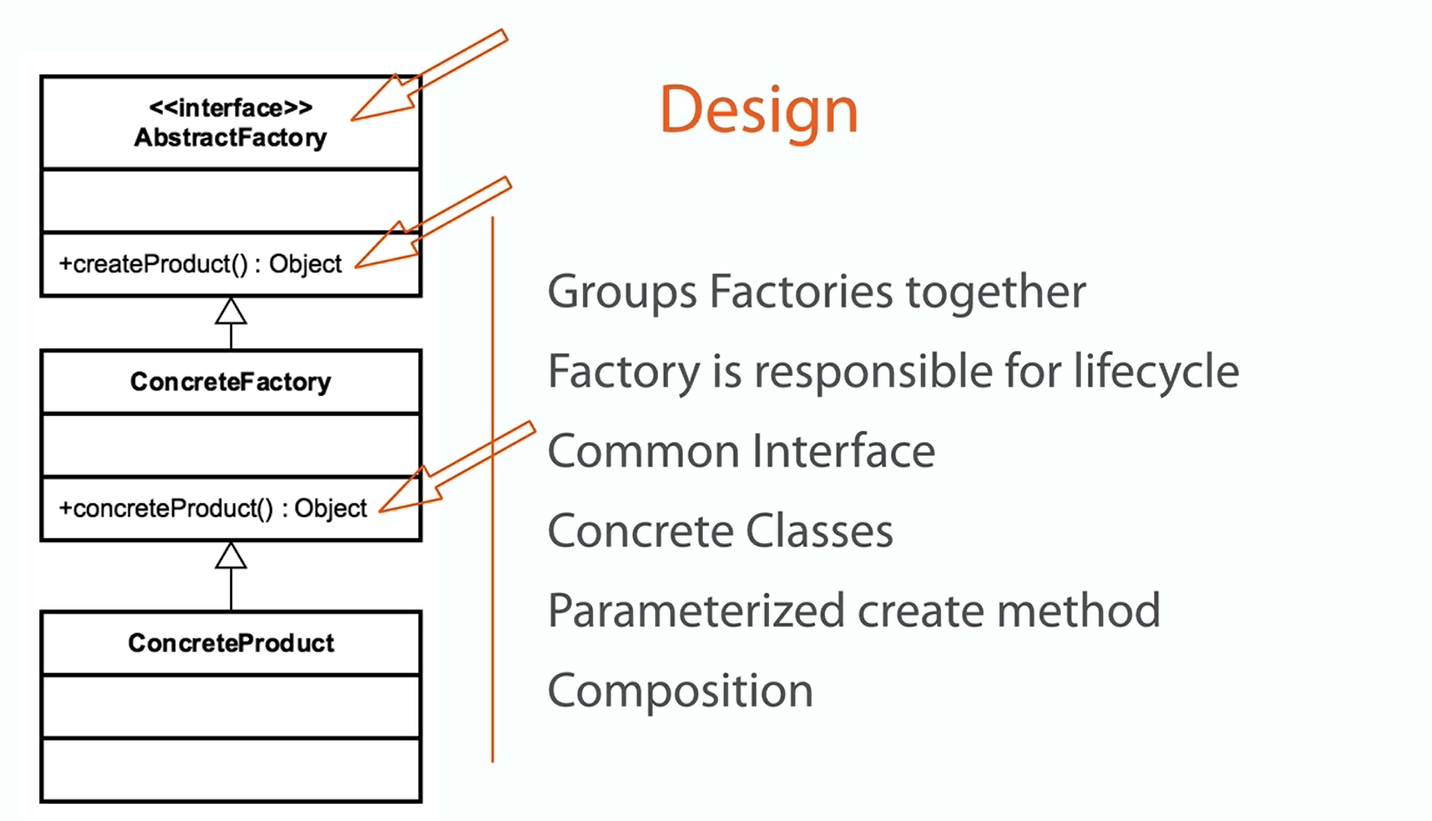 <<interface>>
AbstractFactory
+createProduct() : Object
ConcreteFactory
+concreteProduct() : Object
ConcreteProduct
Design
Groups Factories together
Factory is responsible for lifecycle
Common Interface
Concrete Classes
Parameterized create method
Composition